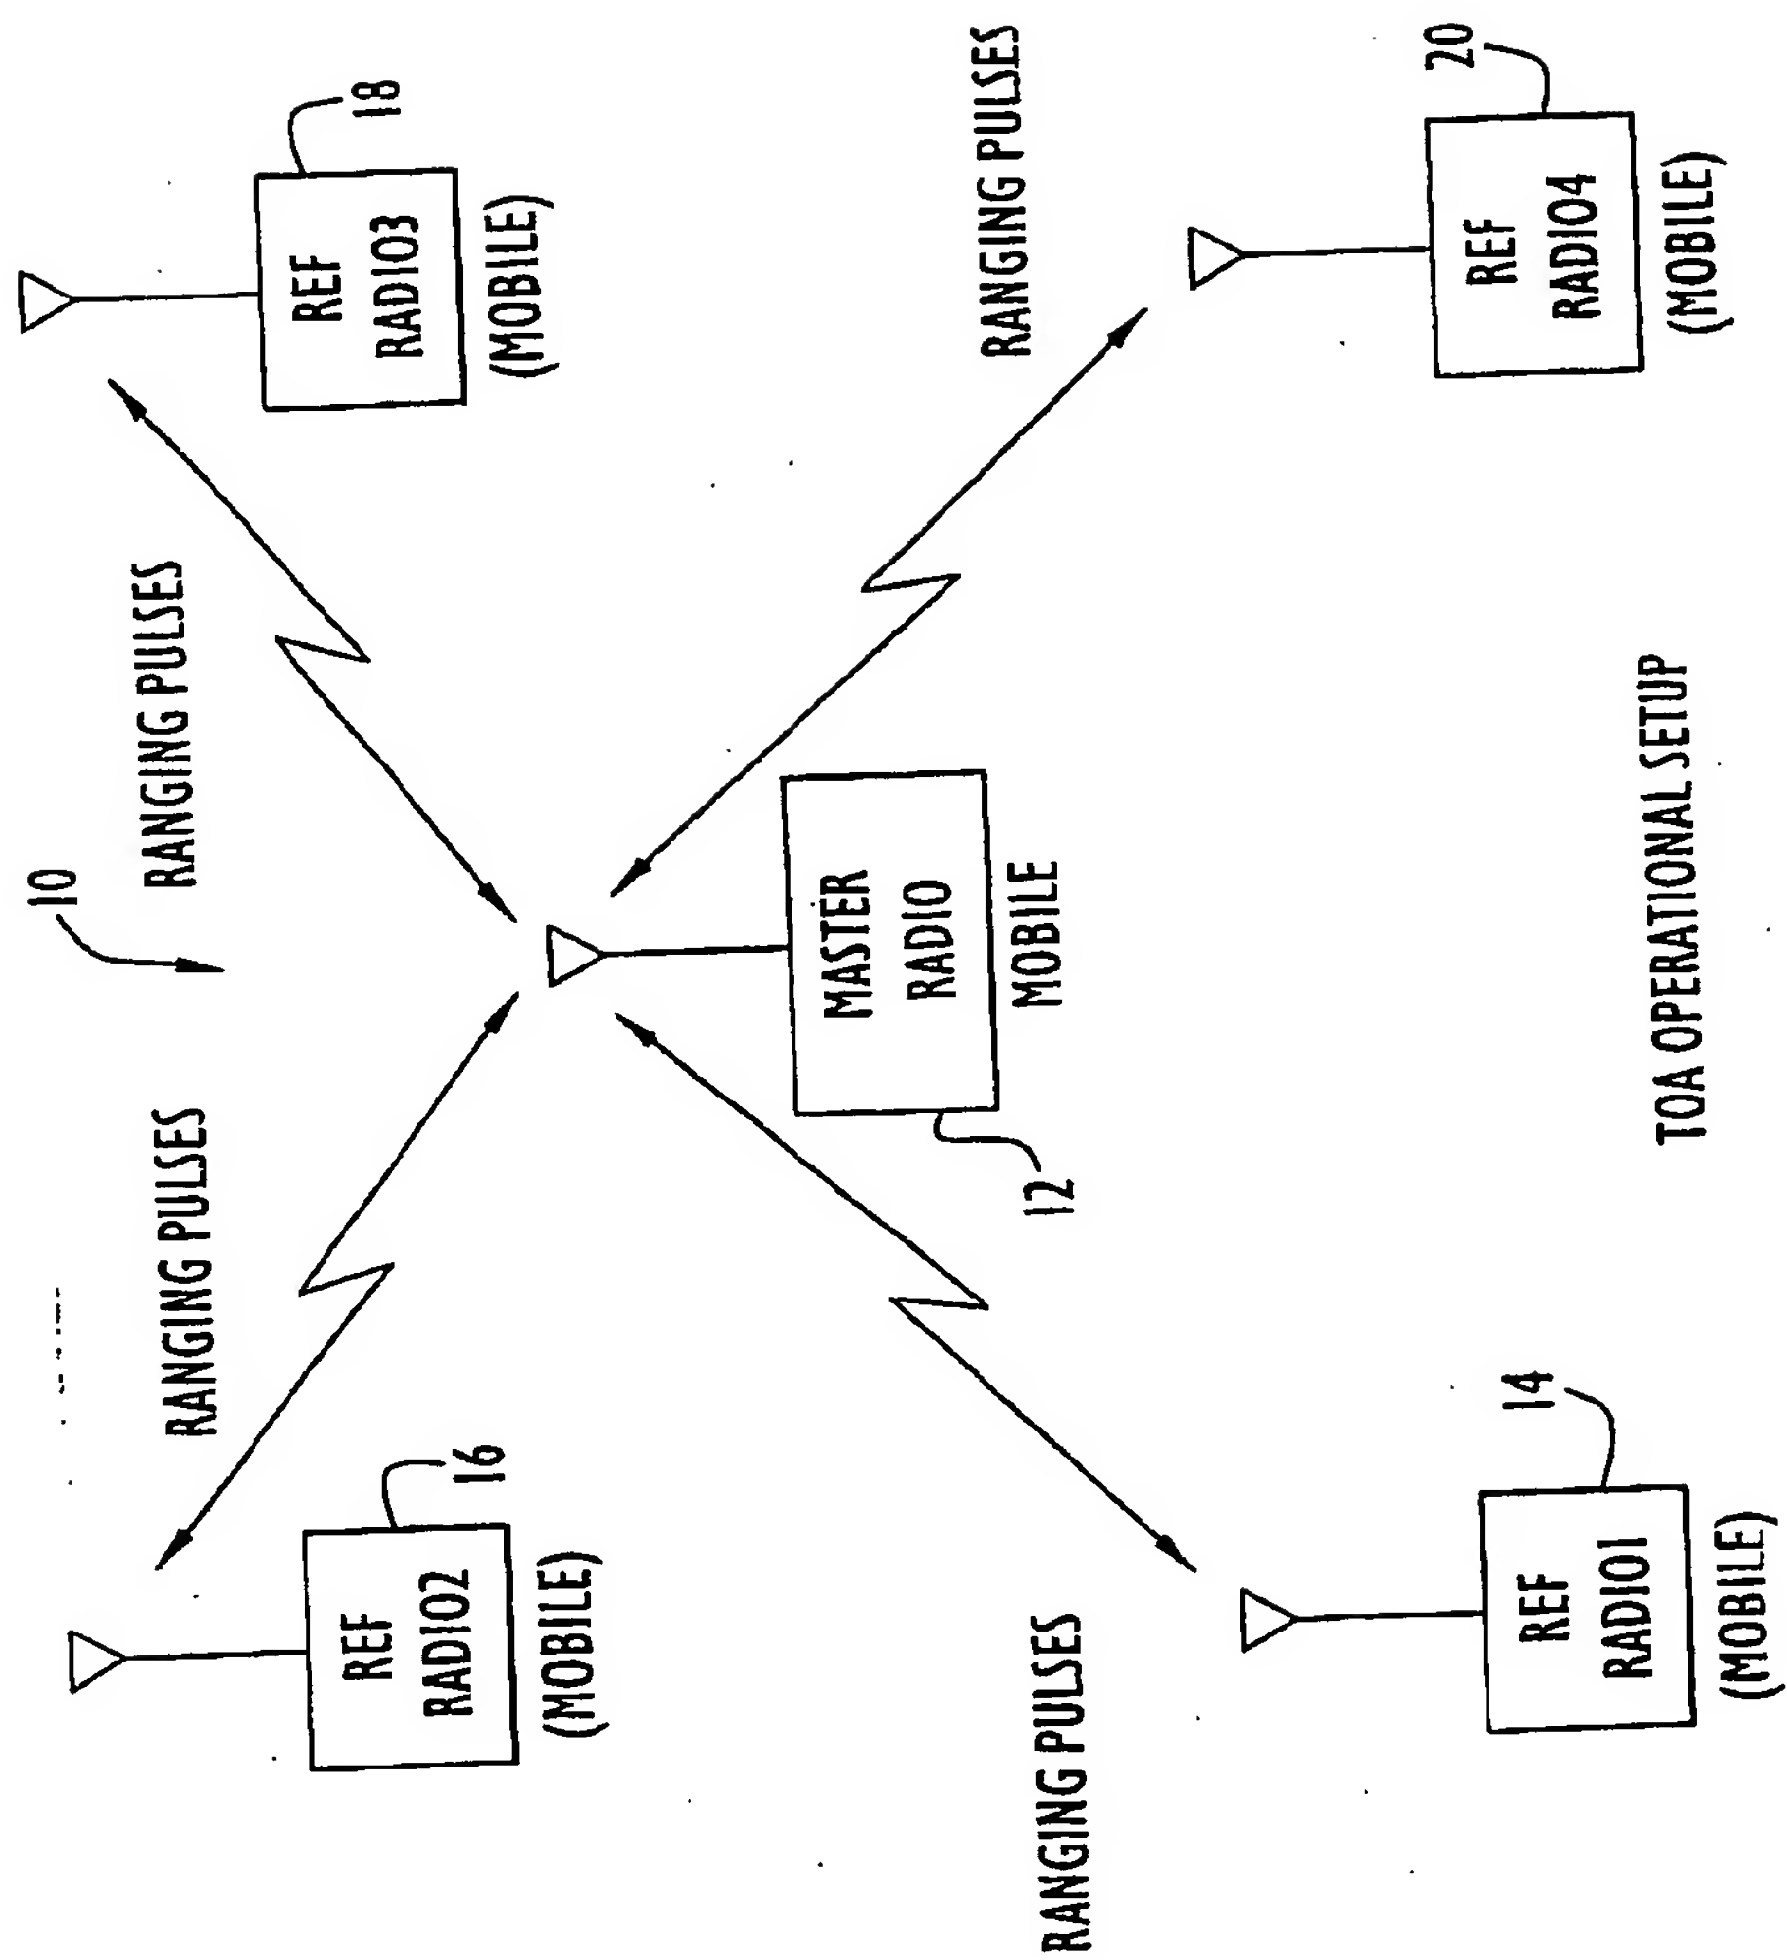 10
RANGING PULSES
RANGING PULSES
16
REF
RADIO2
(MOBILE)
18
REF
RADIO3
(MOBILE)
MASTER
RADIO
MOBILE
12
RANGING PULSES
RANGING PULSES
14
REF
RADIO1
(MOBILE)
20
REF
RADIO4
(MOBILE)
TOA OPERATIONAL SETUP